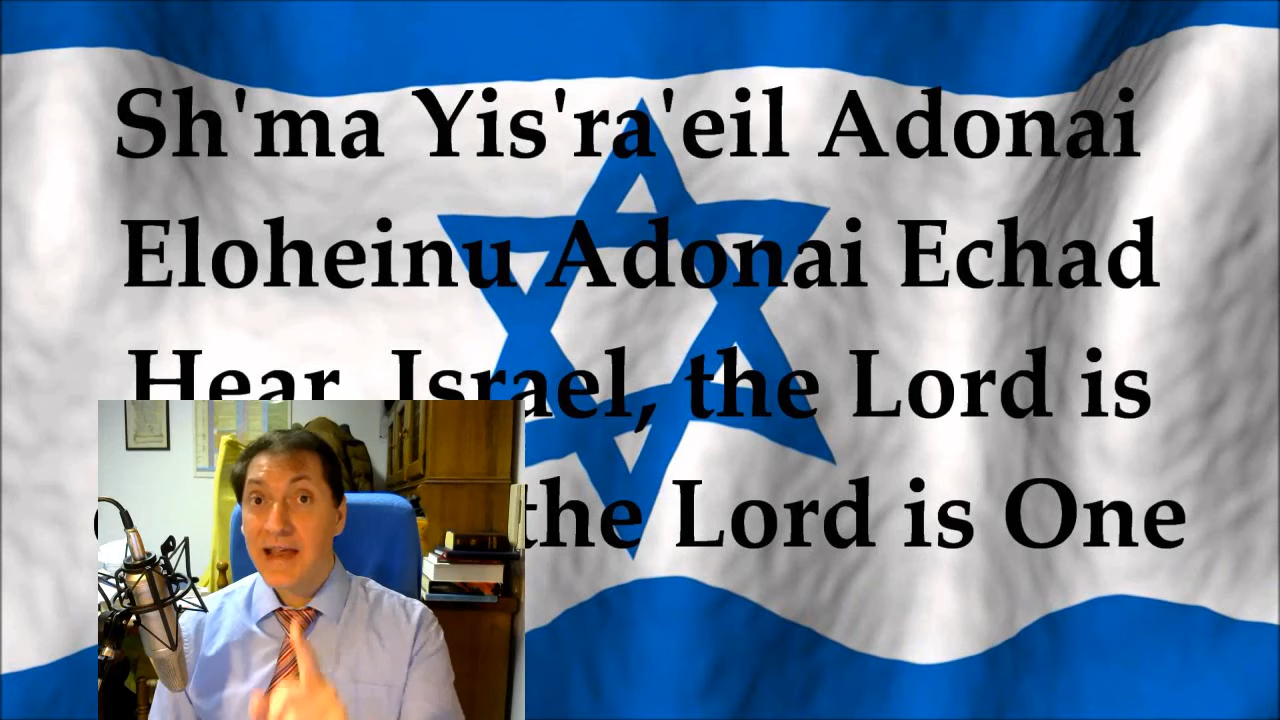 Sh'ma Yis'ra'eil Adonai
Eloheinu Adonai Echad
Hear, Israel, the Lord is
the Lord is One